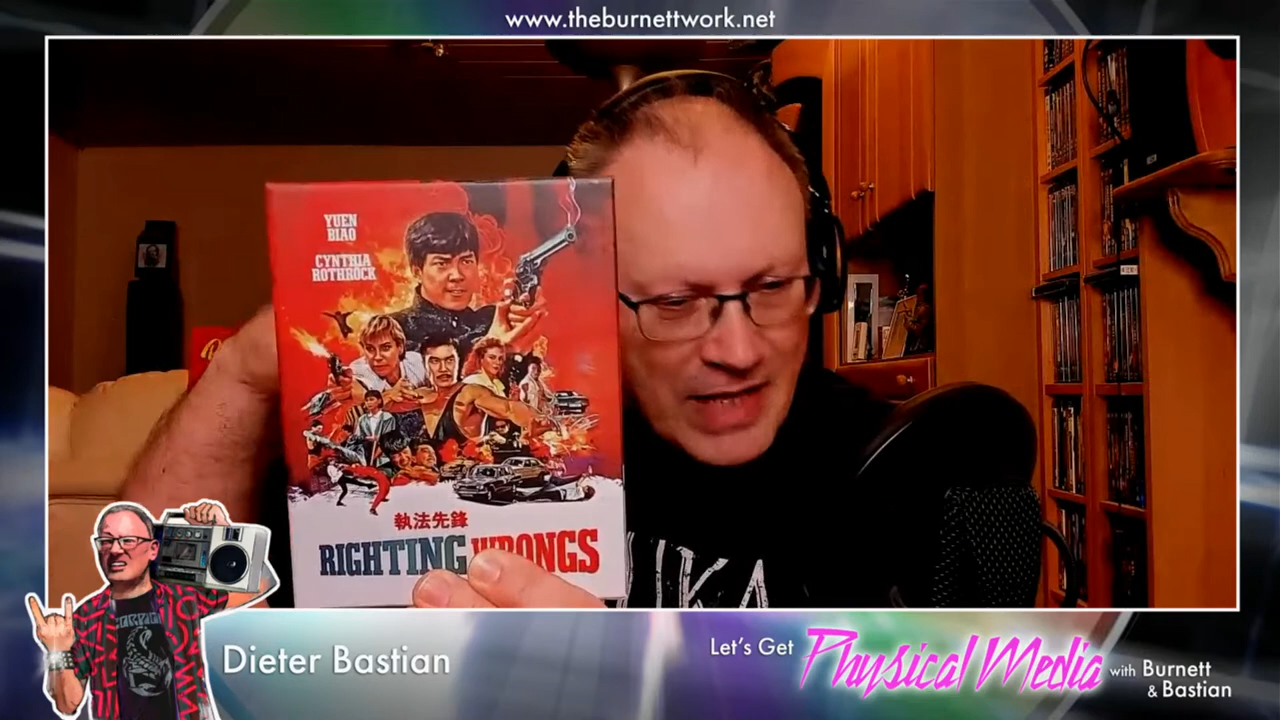 www.theburnettwork.net
YUEN
BIAO
CYNTHIA
ROTHROCK
執法先鋒
RIGHTING WRONGS
Dieter Bastian
Let's Get Physical Media with Burnett
& Bastian